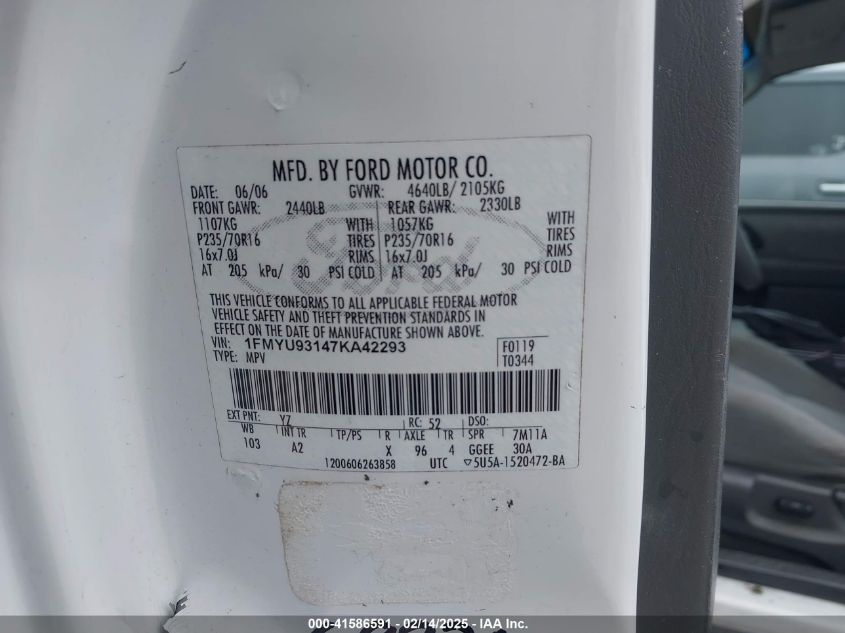 MFD. BY FORD MOTOR CO.
DATE: 06/06 GVWR: 4640LB/ 2105KG
FRONT GAWR: 2440LB REAR GAWR: 2330LB
1107KG WITH 1057KG WITH
P235/70R16 TIRES P235/70R16 TIRES
16x7.0J RIMS 16x7.0J RIMS
AT 205 kPa/ 30 PSI COLD AT 205 kPa/ 30 PSI COLD
Ford
THIS VEHICLE CONFORMS TO ALL APPLICABLE FEDERAL MOTOR
VEHICLE SAFETY AND THEFT PREVENTION STANDARDS IN
EFFECT ON THE DATE OF MANUFACTURE SHOWN ABOVE.
VIN: 1FMYU93147KA42293 F0119
TYPE: MPV T0344
EXT PNT: YZ RC: 52 DSO:
WB INT TR TP/PS R AXLE TR SPR 7M11A
103 A2 X 96 4 GGEE 30A
1200606263858 UTC ▽5U5A-1520472-BA
000-41586591 - 02/14/2025 - 1 of 1